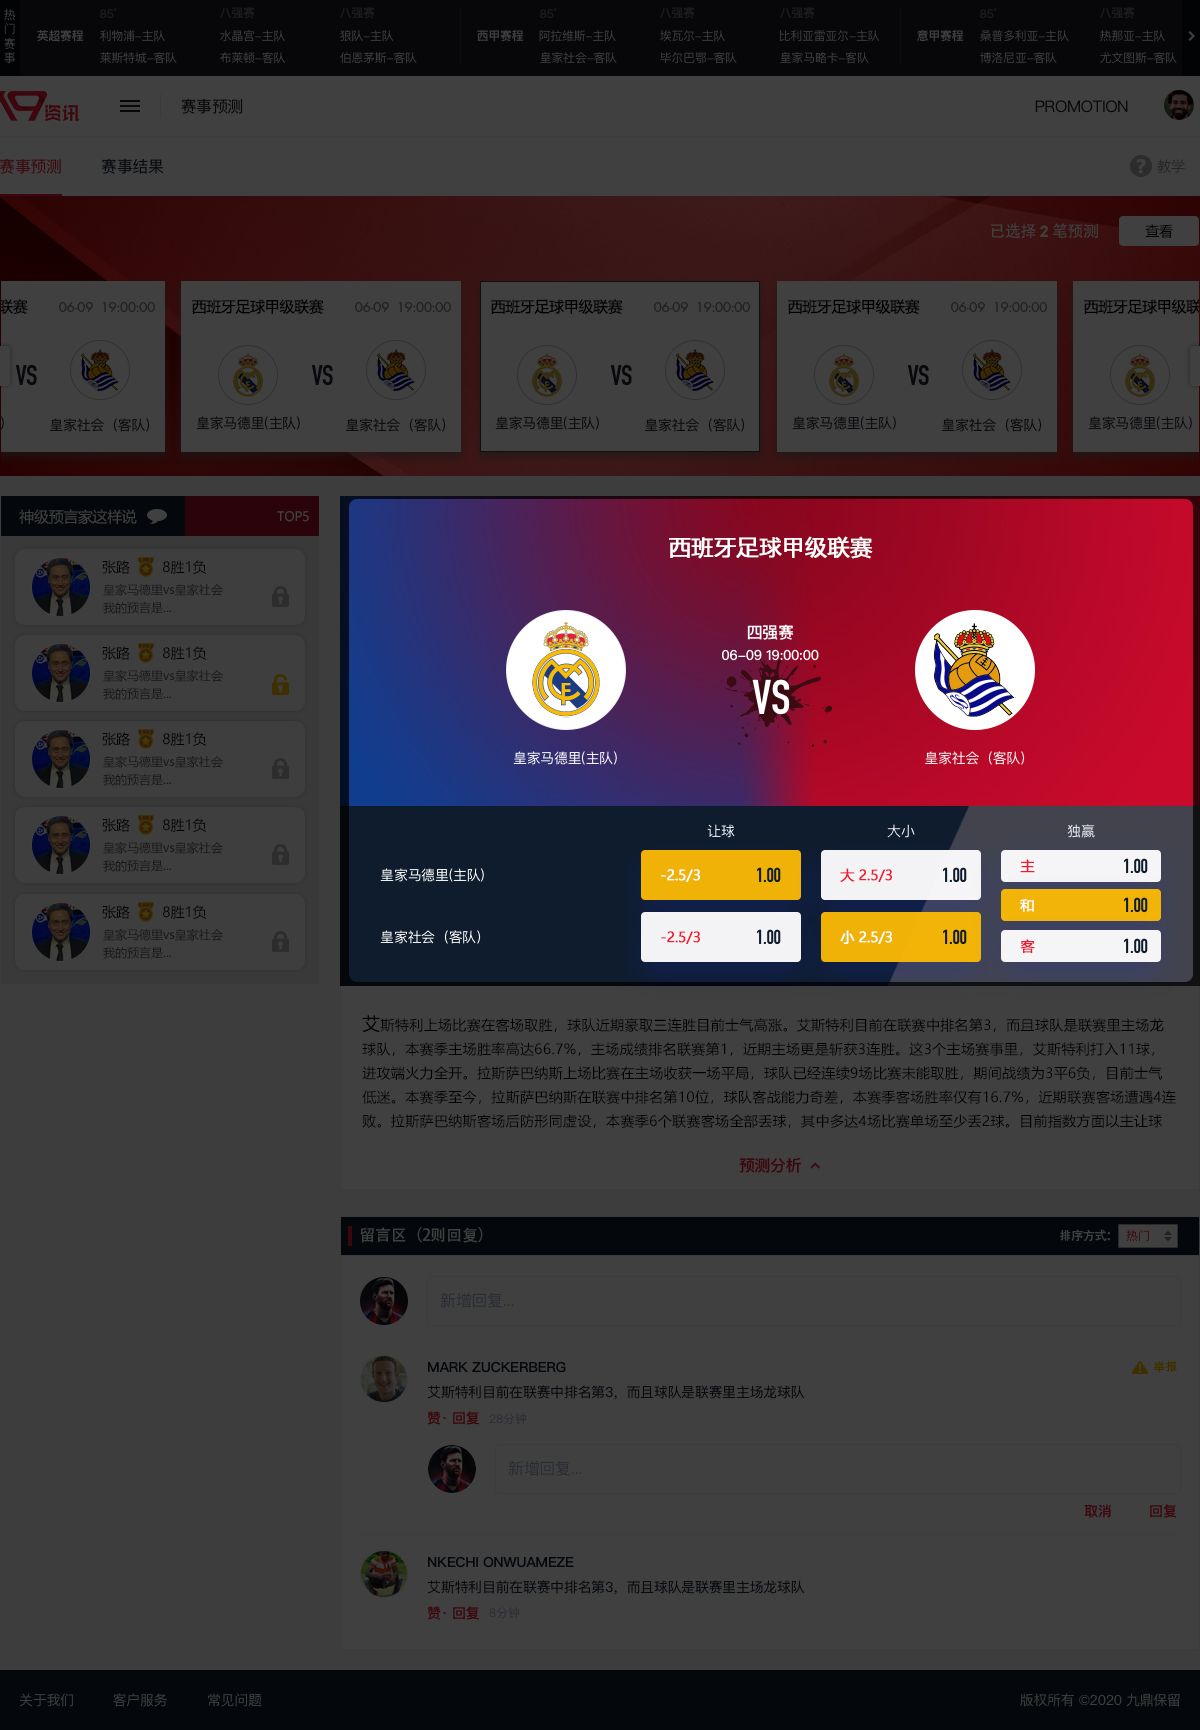 热门赛事
85' 八强赛 八强赛 85' 八强赛 八强赛 85' 八强赛
英超赛程 利物浦-主队 水晶宫-主队 狼队-主队 西甲赛程 阿拉维斯-主队 埃瓦尔-主队 比利亚雷亚尔-主队 意甲赛程 桑普多利亚-主队 热那亚-主队
莱斯特城-客队 布莱顿-客队 伯恩茅斯-客队 皇家社会-客队 毕尔巴鄂-客队 皇家马略卡-客队 博洛尼亚-客队 尤文图斯-客队
K9资讯 赛事预测 PROMOTION
赛事预测 赛事结果 ? 教学
已选择 2 笔预测 查看
联赛 06-09 19:00:00 西班牙足球甲级联赛 06-09 19:00:00 西班牙足球甲级联赛 06-09 19:00:00 西班牙足球甲级联赛 06-09 19:00:00 西班牙足球甲级联
VS VS VS VS
) 皇家社会（客队） 皇家马德里(主队) 皇家社会（客队） 皇家马德里(主队) 皇家社会（客队） 皇家马德里(主队) 皇家社会（客队） 皇家马德里(主队)
神级预言家这样说 TOP5
张路 8胜1负
皇家马德里vs皇家社会
我的预言是...
张路 8胜1负
皇家马德里vs皇家社会
我的预言是...
张路 8胜1负
皇家马德里vs皇家社会
我的预言是...
张路 8胜1负
皇家马德里vs皇家社会
我的预言是...
张路 8胜1负
皇家马德里vs皇家社会
我的预言是...
西班牙足球甲级联赛
四强赛
06-09 19:00:00
VS
皇家马德里(主队) 皇家社会（客队）
让球 大小 独赢
皇家马德里(主队) -2.5/3 1.00 大 2.5/3 1.00 主 1.00
和 1.00
皇家社会（客队） -2.5/3 1.00 小 2.5/3 1.00 客 1.00
艾斯特利上场比赛在客场取胜，球队近期豪取三连胜目前士气高涨。艾斯特利目前在联赛中排名第3，而且球队是联赛里主场龙
球队，本赛季主场胜率高达66.7%，主场成绩排名联赛第1，近期主场更是斩获3连胜。这3个主场赛事里，艾斯特利打入11球，
进攻端火力全开。拉斯萨巴纳斯上场比赛在主场收获一场平局，球队已经连续9场比赛未能取胜，期间战绩为3平6负，目前士气
低迷。本赛季至今，拉斯萨巴纳斯在联赛中排名第10位，球队客战能力奇差，本赛季客场胜率仅有16.7%，近期联赛客场遭遇4连
败。拉斯萨巴纳斯客场后防形同虚设，本赛季6个联赛客场全部丢球，其中多达4场比赛单场至少丢2球。目前指数方面以主让球
预测分析
留言区（2则回复） 排序方式: 热门
新增回复...
MARK ZUCKERBERG 举报
艾斯特利目前在联赛中排名第3，而且球队是联赛里主场龙球队
赞· 回复 28分钟
新增回复...
取消 回复
NKECHI ONWUAMEZE
艾斯特利目前在联赛中排名第3，而且球队是联赛里主场龙球队
赞· 回复 8分钟
关于我们 客户服务 常见问题 版权所有 ©2020 九鼎保留